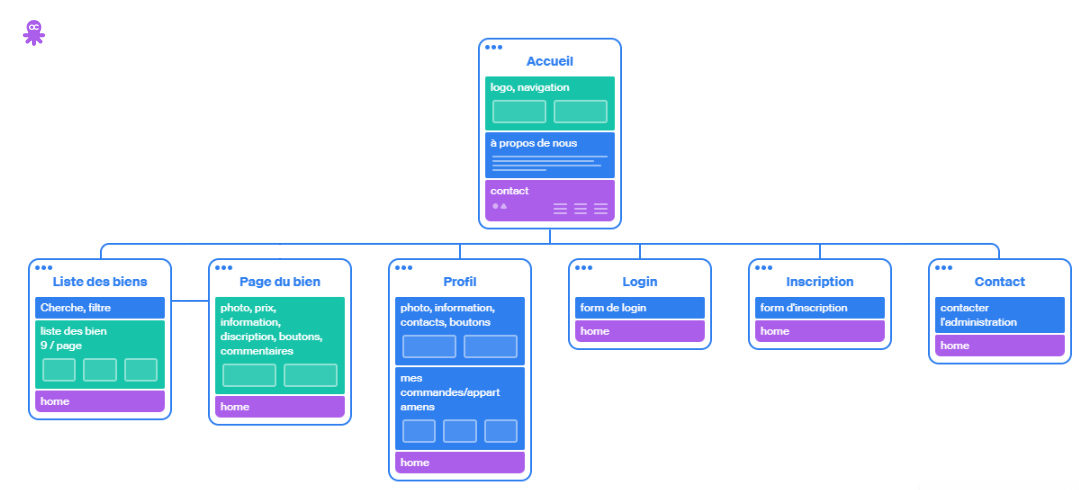 Accueil
logo, navigation
à propos de nous
contact
Liste des biens
Cherche, filtre
liste des bien
9 / page
home
Page du bien
photo, prix,
information,
discription, boutons,
commentaires
home
Profil
photo, information,
contacts, boutons
mes
commandes/appart
amens
home
Login
form de login
home
Inscription
form d'inscription
home
Contact
contacter
l'administration
home